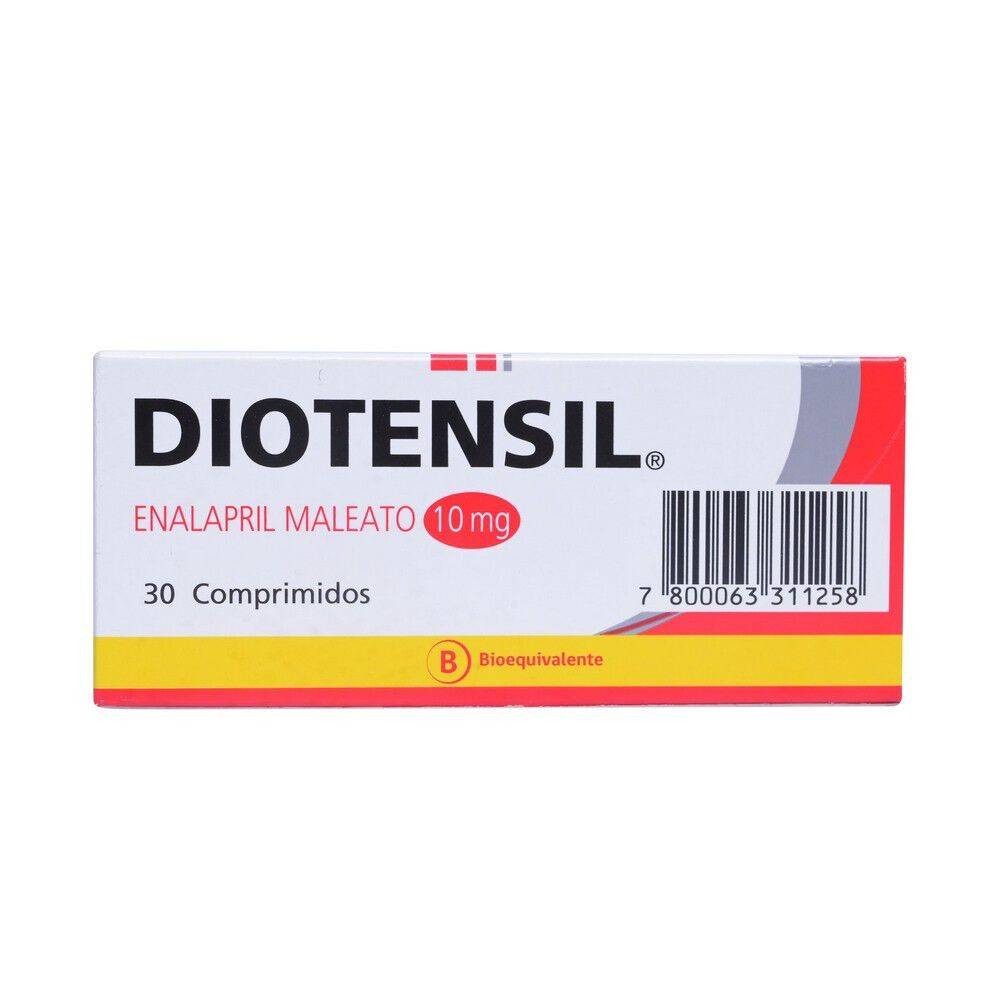 DIOTENSIL®
ENALAPRIL MALEATO 10 mg
30 Comprimidos
7 800063 311258
B Bioequivalente